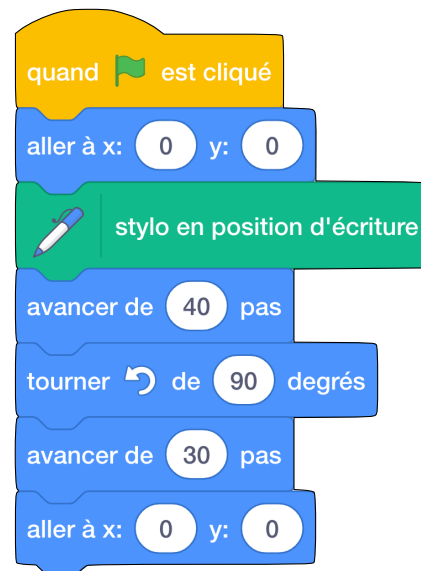 quand est cliqué
aller à x: 0 y: 0
stylo en position d'écriture
avancer de 40 pas
tourner de 90 degrés
avancer de 30 pas
aller à x: 0 y: 0